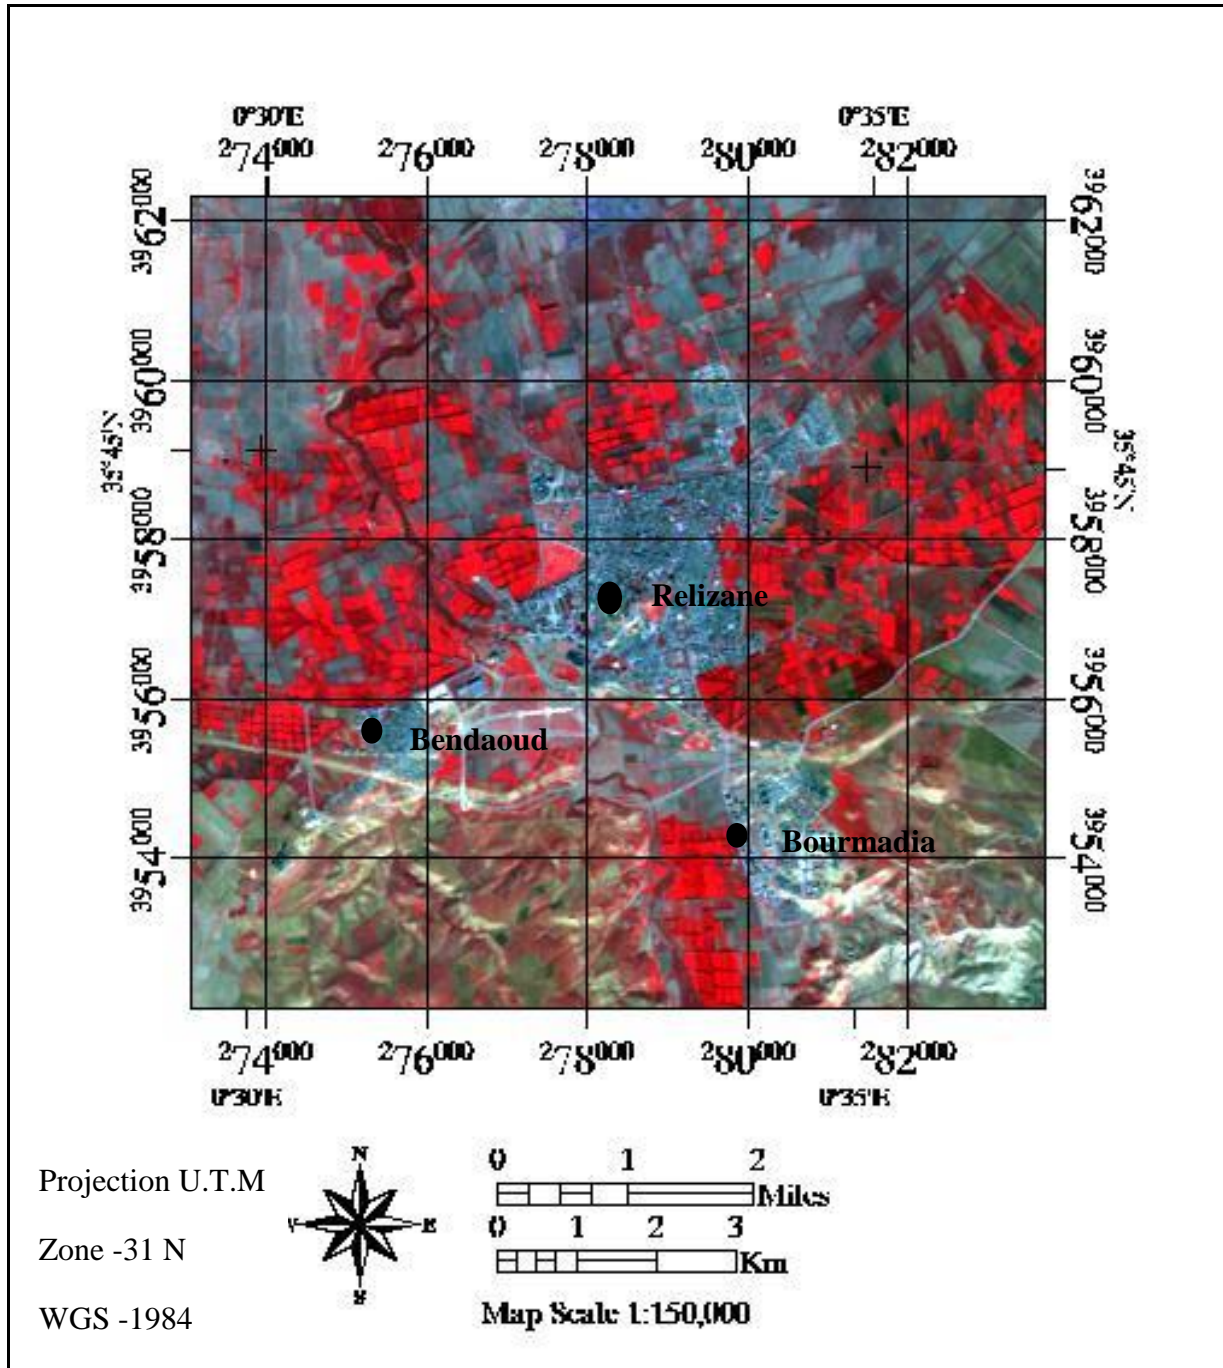 0°30'E 0°35'E
274000 276000 278000 280000 282000
3962000 3962000
3960000 3960000
35°45'N 35°45'N
3958000 3958000
Relizane
3956000 3956000
Bendaoud
Bourmadia
3954000 3954000
274000 276000 278000 280000 282000
0°30'E 0°35'E
N
E
S
0 1 2
Miles
0 1 2 3
Km
Map Scale 1:150,000
Projection U.T.M
Zone -31 N
WGS -1984